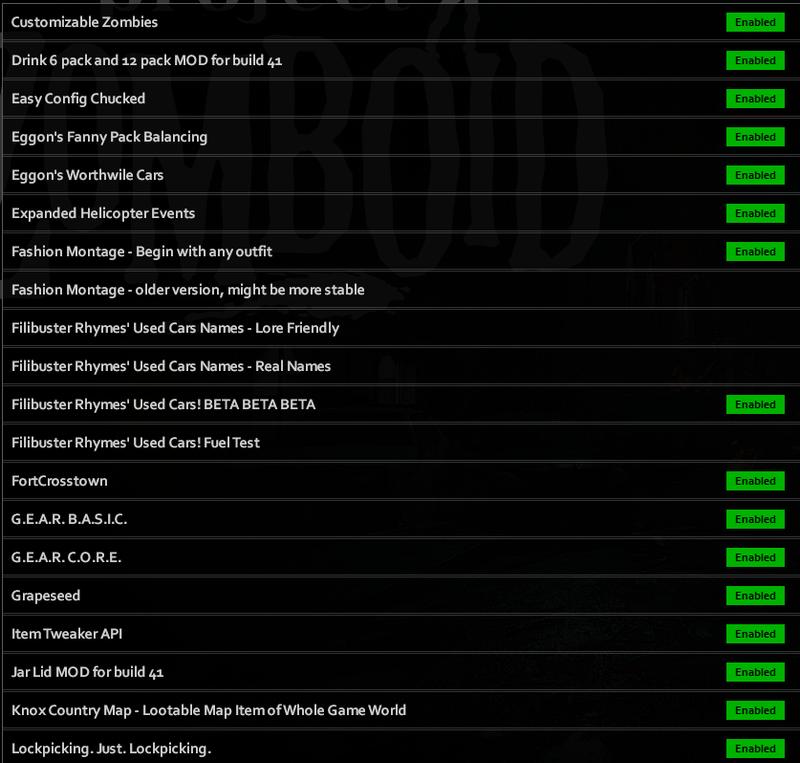 project
ZOMBOID
Customizable Zombies Enabled
Drink 6 pack and 12 pack MOD for build 41 Enabled
Easy Config Chucked Enabled
Eggon's Fanny Pack Balancing Enabled
Eggon's Worthwile Cars Enabled
Expanded Helicopter Events Enabled
Fashion Montage - Begin with any outfit Enabled
Fashion Montage - older version, might be more stable
Filibuster Rhymes' Used Cars Names - Lore Friendly
Filibuster Rhymes' Used Cars Names - Real Names
Filibuster Rhymes' Used Cars! BETA BETA BETA Enabled
Filibuster Rhymes' Used Cars! Fuel Test
FortCrosstown Enabled
G.E.A.R. B.A.S.I.C. Enabled
G.E.A.R. C.O.R.E. Enabled
Grapeseed Enabled
Item Tweaker API Enabled
Jar Lid MOD for build 41 Enabled
Knox Country Map - Lootable Map Item of Whole Game World Enabled
Lockpicking. Just. Lockpicking. Enabled